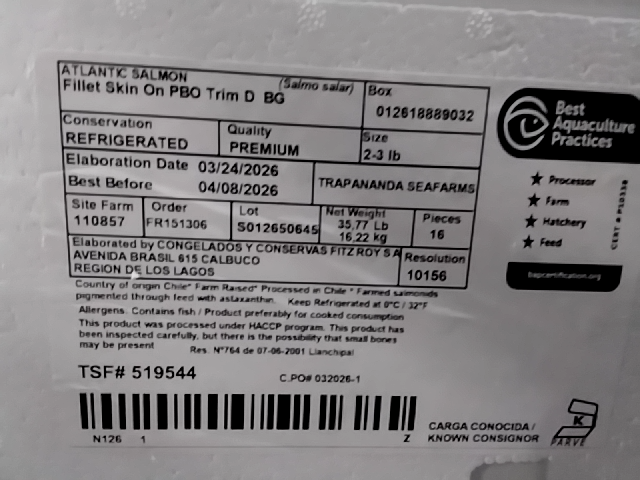 ATLANTIC SALMON
(Salmo salar)
Fillet Skin On PBO Trim D BG
Box
012618889032
Conservation
REFRIGERATED
Quality
PREMIUM
Size
2-3 lb
Elaboration Date 03/24/2026
Best Before 04/08/2026
TRAPANANDA SEAFARMS
Site Farm
110857
Order
FR151306
Lot
S012650645
Net Weight
35,77 Lb
16,22 kg
Pieces
16
Elaborated by CONGELADOS Y CONSERVAS FITZ ROY S A
AVENIDA BRASIL 615 CALBUCO
REGION DE LOS LAGOS
Resolution
10156
Country of origin Chile* Farm Raised* Processed in Chile * Farmed salmonids
pigmented through feed with astaxanthin. Keep Refrigerated at 0°C / 32°F
Allergens. Contains fish / Product preferably for cooked consumption
This product was processed under HACCP program. This product has
been inspected carefully, but there is the possibility that small bones
may be present
Res. N°764 de 07-06-2001 Llanchipal
TSF# 519544
C.PO# 032026-1
N126 1 Z
CARGA CONOCIDA /
KNOWN CONSIGNOR
K
PARVE
Best
Aquaculture
Practices
Processor
Farm
Hatchery
Feed
CERT # P10338
bapcertification.org